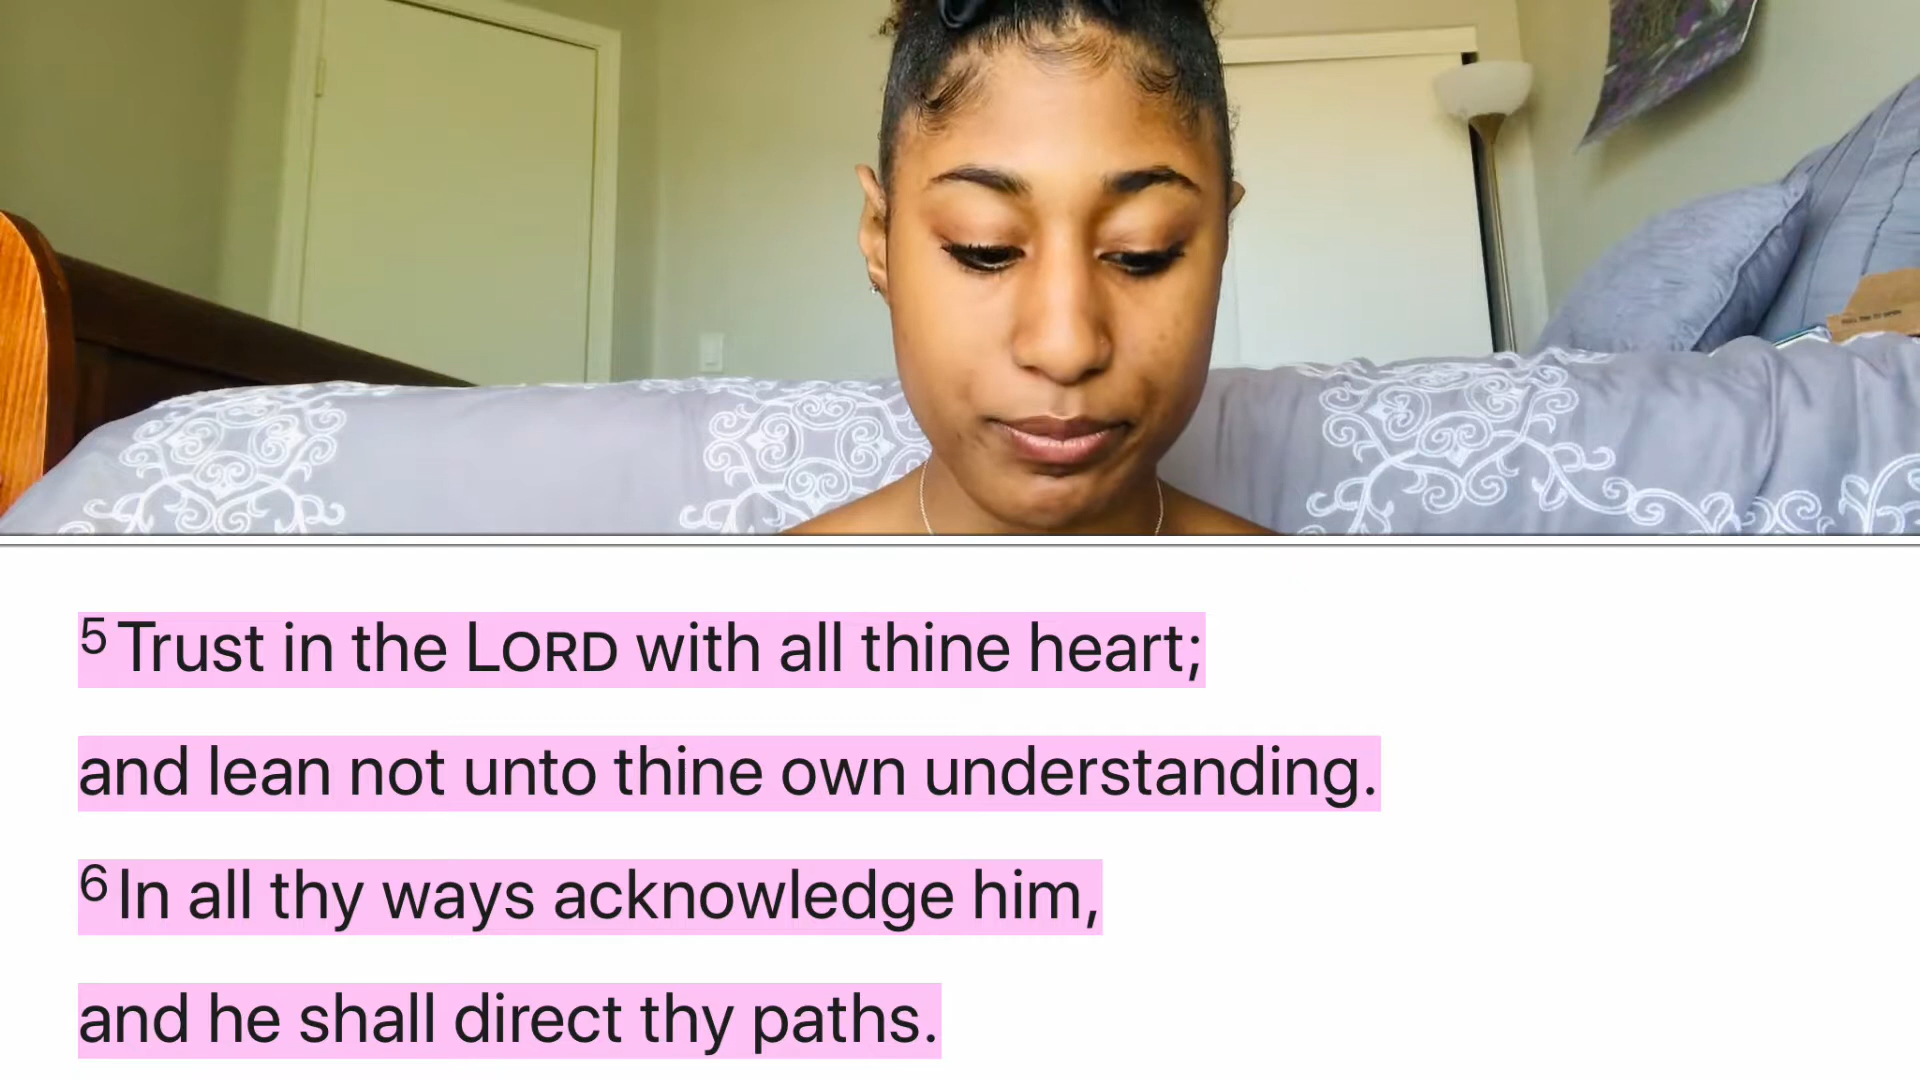 5 Trust in the LORD with all thine heart;
and lean not unto thine own understanding.
6 In all thy ways acknowledge him,
and he shall direct thy paths.